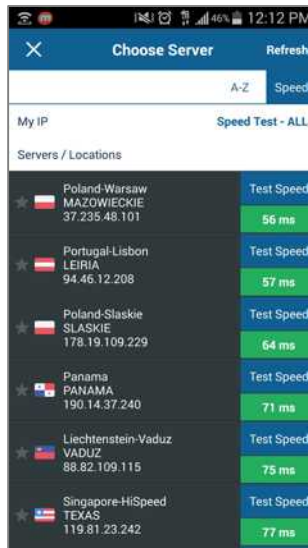 46% 12:12 PM
Choose Server Refresh
A-Z Speed
My IP Speed Test - ALL
Servers / Locations
Poland-Warsaw Test Speed
MAZOWIECKIE
37.235.48.101 56 ms
Portugal-Lisbon Test Speed
LEIRIA
94.46.12.208 57 ms
Poland-Slaskie Test Speed
SLASKIE
178.19.109.229 64 ms
Panama Test Speed
PANAMA
190.14.37.240 71 ms
Liechtenstein-Vaduz Test Speed
VADUZ
88.82.109.115 75 ms
Singapore-HiSpeed Test Speed
TEXAS
119.81.23.242 77 ms